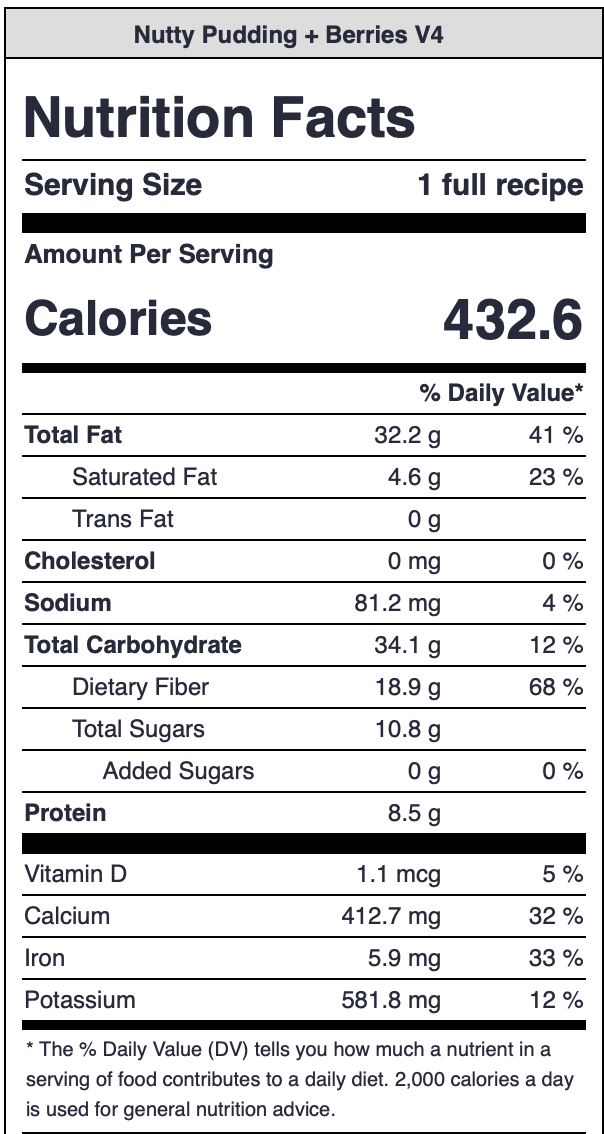 Nutty Pudding + Berries V4
Nutrition Facts
Serving Size 1 full recipe
Amount Per Serving
Calories 432.6
% Daily Value*
Total Fat 32.2 g 41 %
Saturated Fat 4.6 g 23 %
Trans Fat 0 g
Cholesterol 0 mg 0 %
Sodium 81.2 mg 4 %
Total Carbohydrate 34.1 g 12 %
Dietary Fiber 18.9 g 68 %
Total Sugars 10.8 g
Added Sugars 0 g 0 %
Protein 8.5 g
Vitamin D 1.1 mcg 5 %
Calcium 412.7 mg 32 %
Iron 5.9 mg 33 %
Potassium 581.8 mg 12 %
* The % Daily Value (DV) tells you how much a nutrient in a
serving of food contributes to a daily diet. 2,000 calories a day
is used for general nutrition advice.